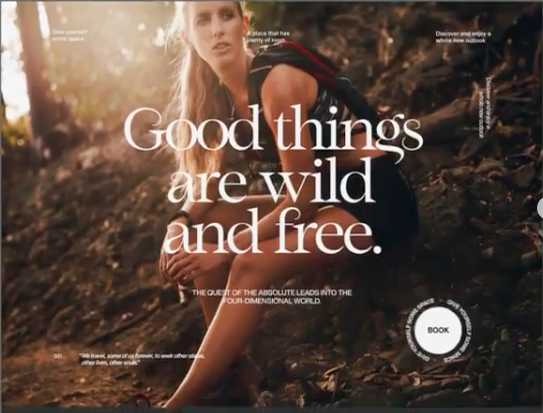 Give yourself
some space
A place that has
plenty of room
Discover and enjoy a
whole new outlook
Discover and enjoy a
whole new outlook
Good things
are wild
and free.
THE QUEST OF THE ABSOLUTE LEADS INTO THE
FOUR-DIMENSIONAL WORLD.
GIVE YOURSELF SOME SPACE
GIVE YOURSELF SOME SPACE
BOOK
021
"We travel, some of us forever, to seek other states,
other lives, other souls."